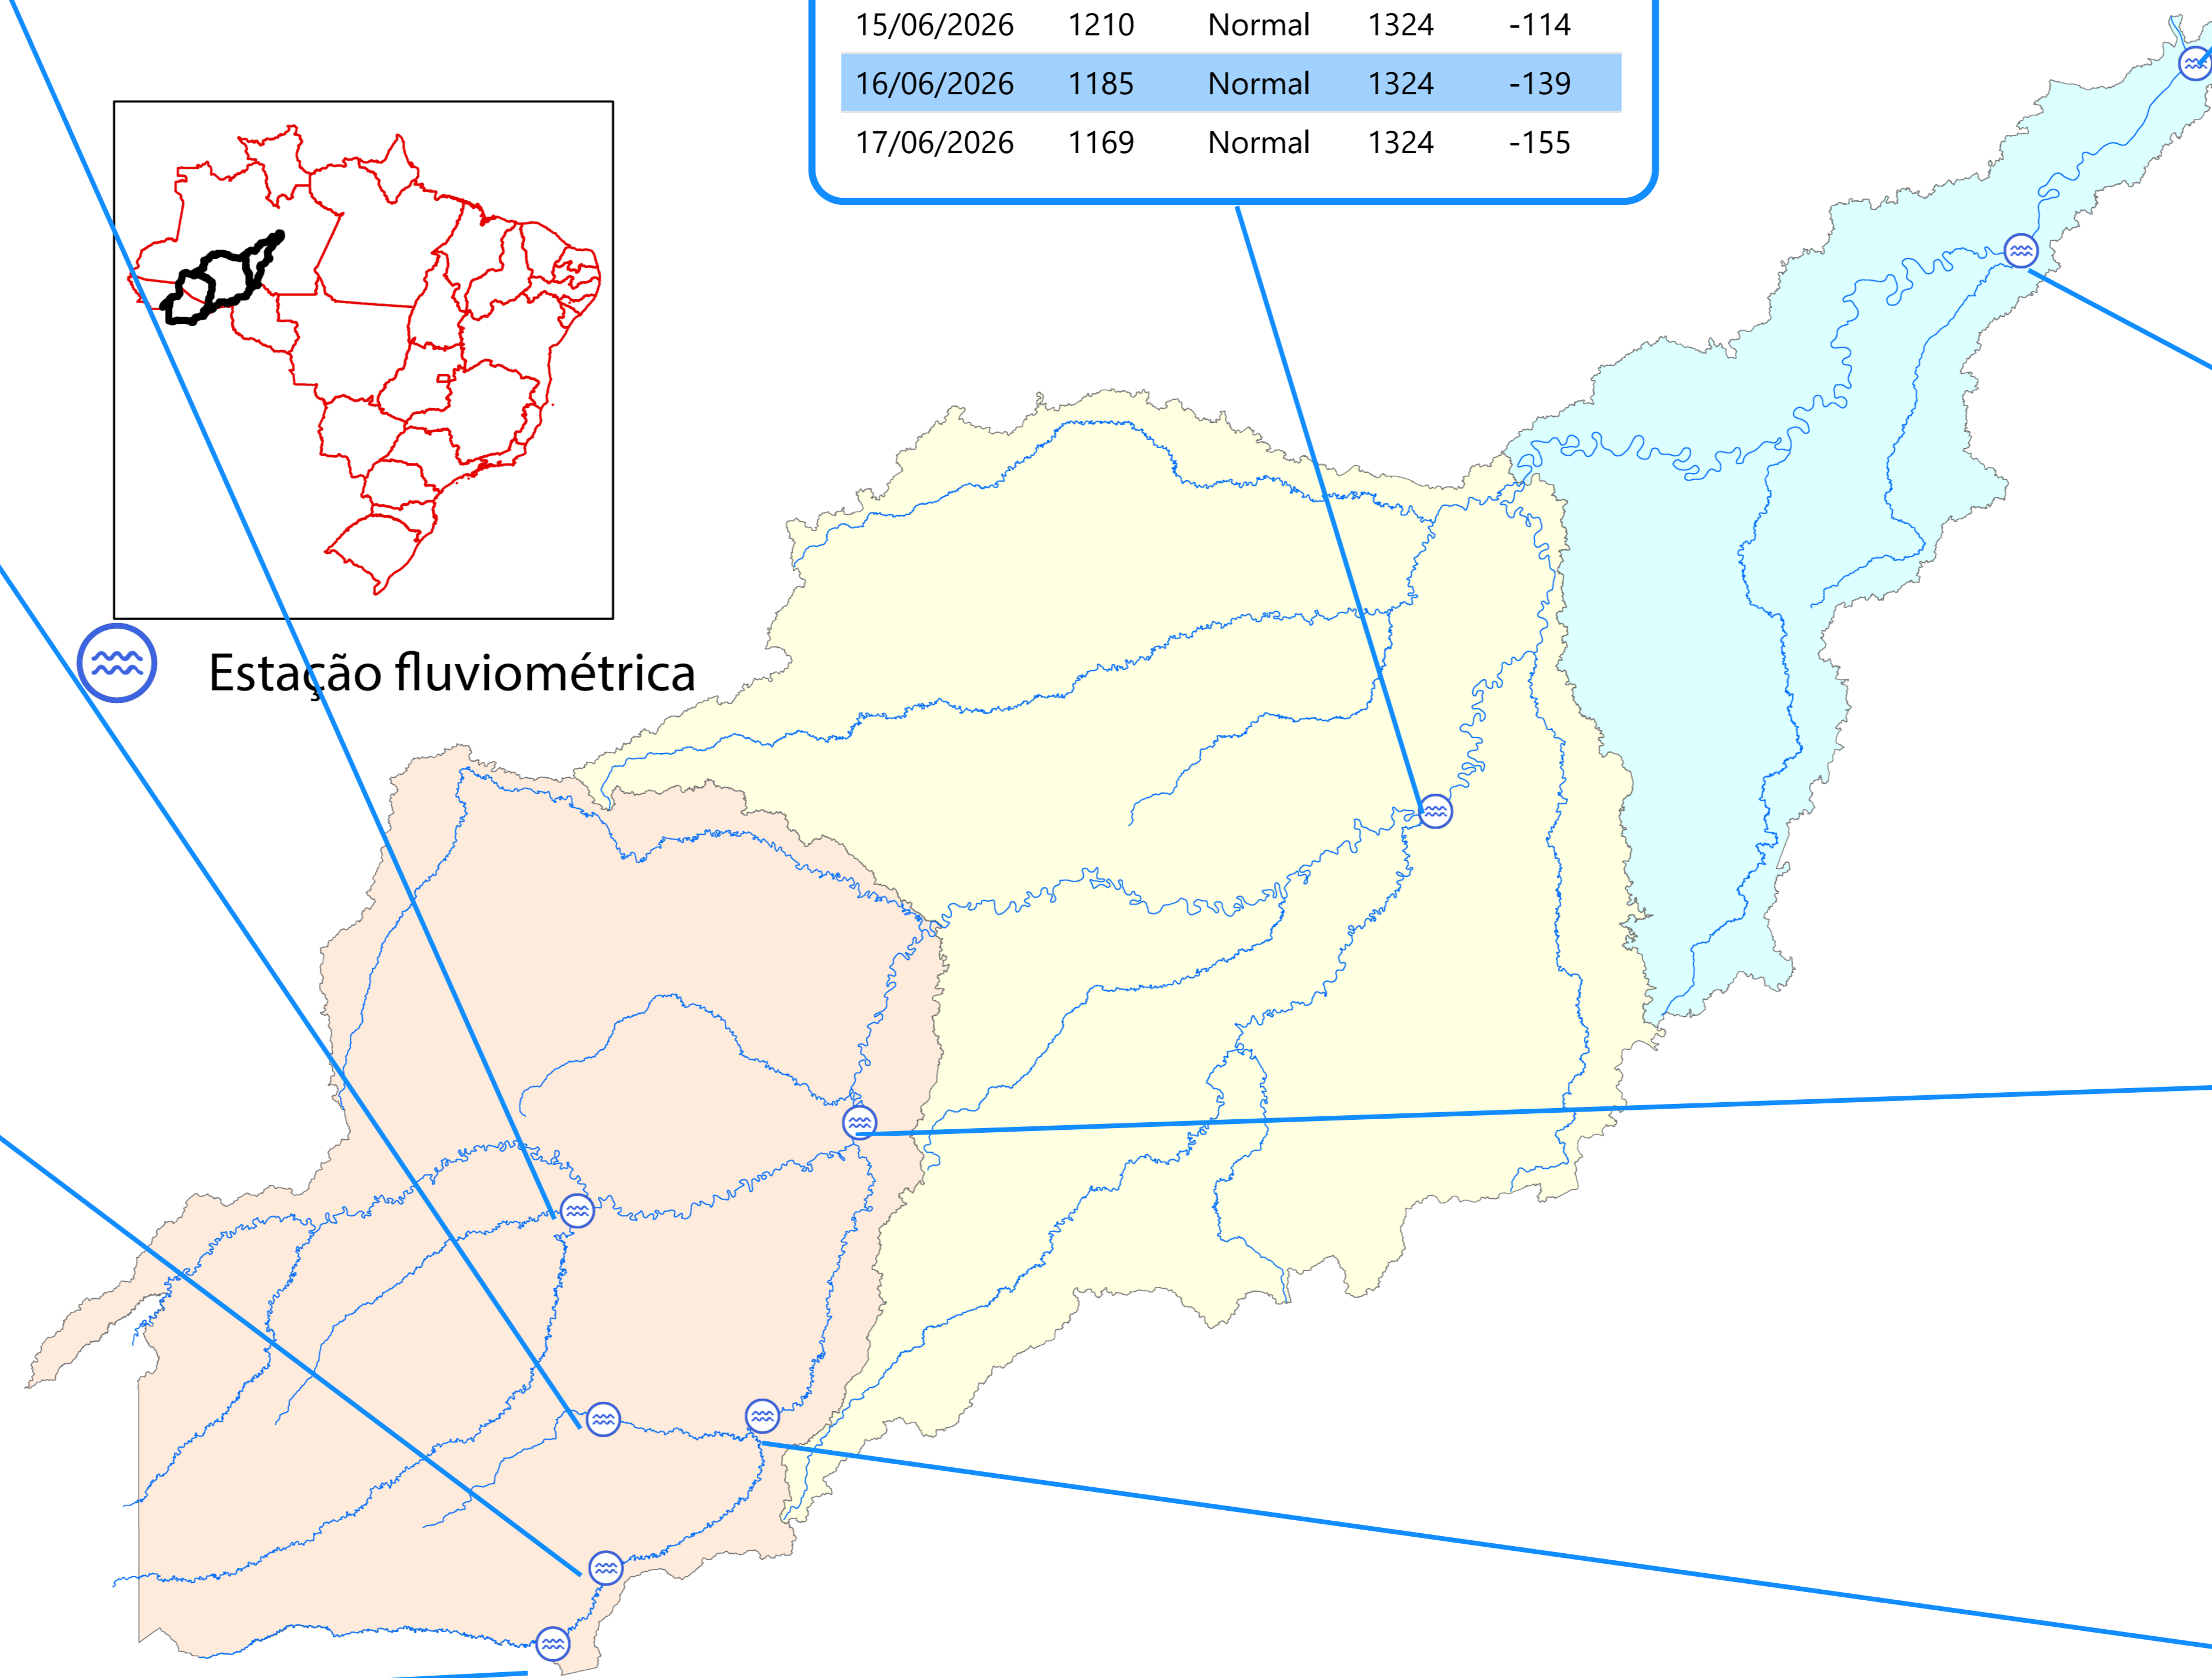 15/06/2026 1210 Normal 1324 -114
16/06/2026 1185 Normal 1324 -139
17/06/2026 1169 Normal 1324 -155
Estação fluviométrica